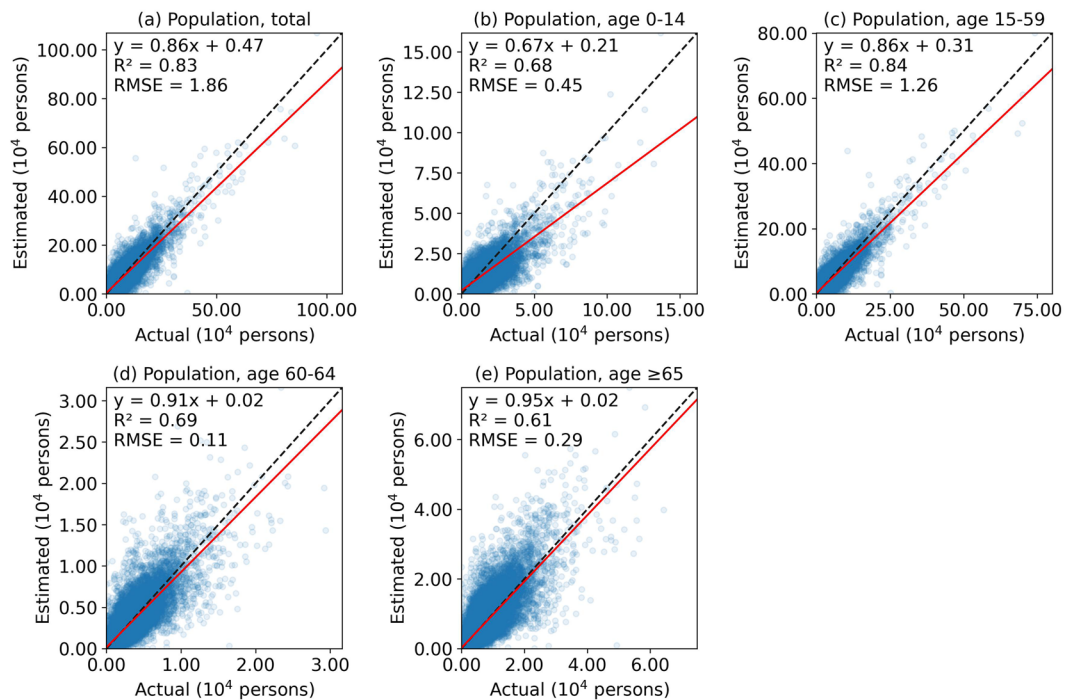 (a) Population, total
y = 0.86x + 0.47
R² = 0.83
RMSE = 1.86
100.00
80.00
60.00
40.00
20.00
0.00
Estimated (10⁴ persons)
0.00 50.00 100.00
Actual (10⁴ persons)
(b) Population, age 0-14
y = 0.67x + 0.21
R² = 0.68
RMSE = 0.45
15.00
12.50
10.00
7.50
5.00
2.50
0.00
Estimated (10⁴ persons)
0.00 5.00 10.00 15.00
Actual (10⁴ persons)
(c) Population, age 15-59
y = 0.86x + 0.31
R² = 0.84
RMSE = 1.26
80.00
60.00
40.00
20.00
0.00
Estimated (10⁴ persons)
0.00 25.00 50.00 75.00
Actual (10⁴ persons)
(d) Population, age 60-64
y = 0.91x + 0.02
R² = 0.69
RMSE = 0.11
3.00
2.50
2.00
1.50
1.00
0.50
0.00
Estimated (10⁴ persons)
0.00 1.00 2.00 3.00
Actual (10⁴ persons)
(e) Population, age ≥65
y = 0.95x + 0.02
R² = 0.61
RMSE = 0.29
6.00
4.00
2.00
0.00
Estimated (10⁴ persons)
0.00 2.00 4.00 6.00
Actual (10⁴ persons)